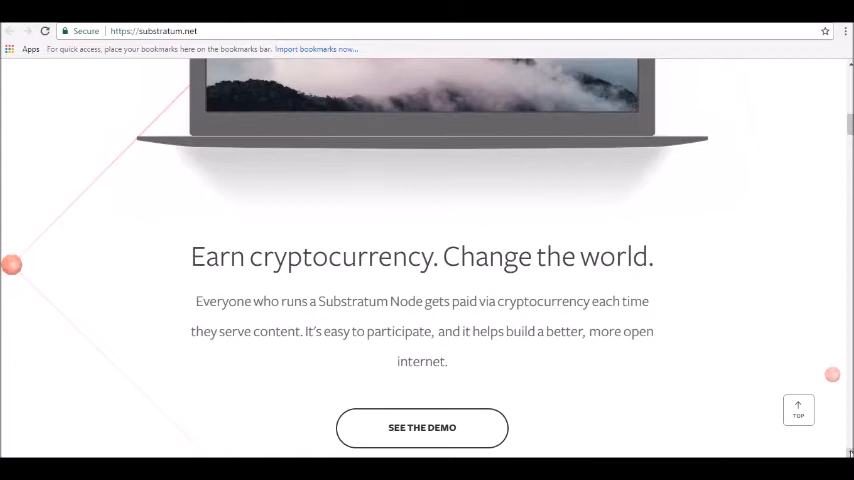 Secure https://substratum.net
Apps For quick access, place your bookmarks here on the bookmarks bar. Import bookmarks now...
Earn cryptocurrency. Change the world.
Everyone who runs a Substratum Node gets paid via cryptocurrency each time
they serve content. It's easy to participate, and it helps build a better, more open
internet.
TOP
SEE THE DEMO